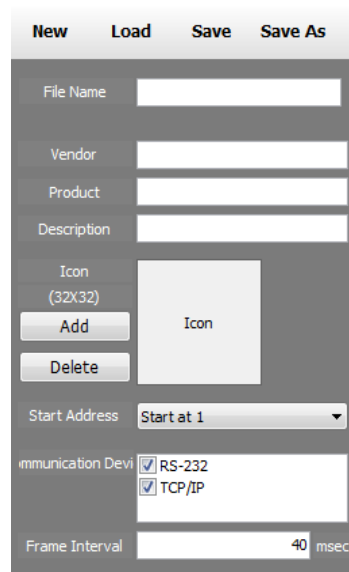 New Load Save Save As
File Name
Vendor
Product
Description
Icon
(32X32)
Add
Icon
Delete
Start Address Start at 1
mmunication Devi RS-232
TCP/IP
Frame Interval 40 msec